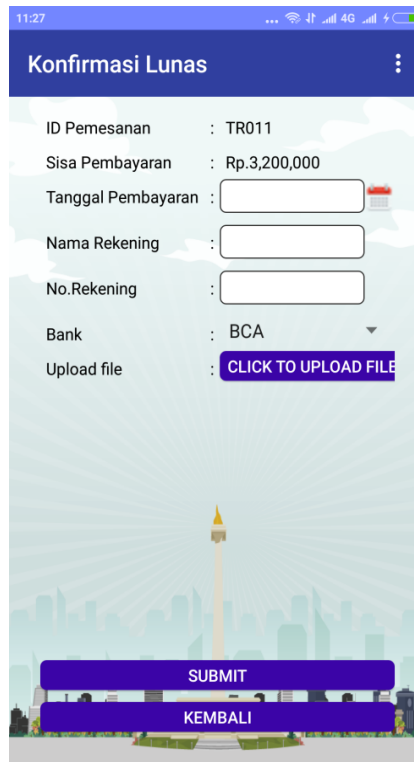 11:27 ... 4G
Konfirmasi Lunas
ID Pemesanan : TR011
Sisa Pembayaran : Rp.3,200,000
Tanggal Pembayaran :
Nama Rekening :
No.Rekening :
Bank : BCA
Upload file : CLICK TO UPLOAD FILE
SUBMIT
KEMBALI